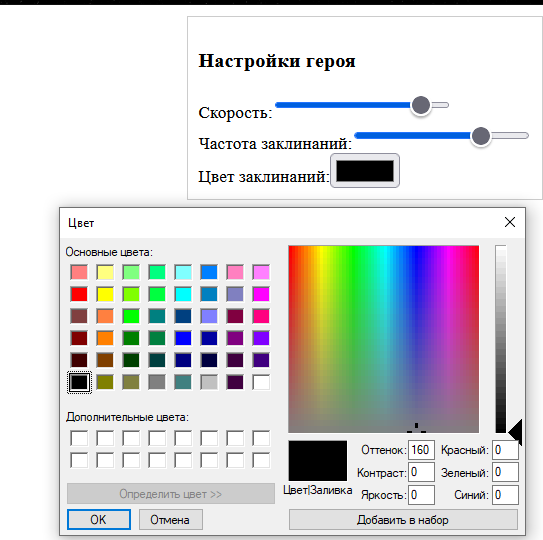 Настройки героя
Скорость:
Частота заклинаний:
Цвет заклинаний:
Цвет
Основные цвета:
Дополнительные цвета:
Определить цвет >>
ОК
Отмена
Цвет|Заливка
Оттенок: 160
Контраст: 0
Яркость: 0
Красный: 0
Зеленый: 0
Синий: 0
Добавить в набор